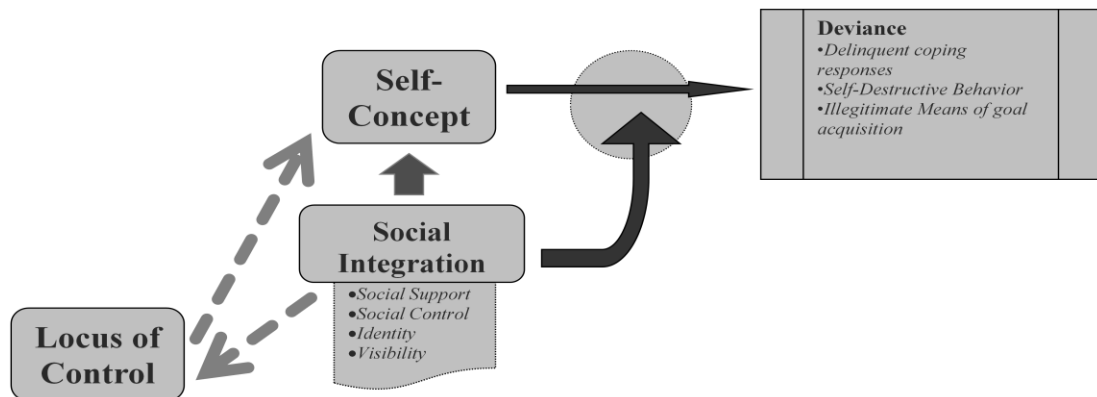 Self-
Concept
Deviance
•Delinquent coping
responses
•Self-Destructive Behavior
•Illegitimate Means of goal
acquisition
Social
Integration
•Social Support
•Social Control
•Identity
•Visibility
Locus of
Control